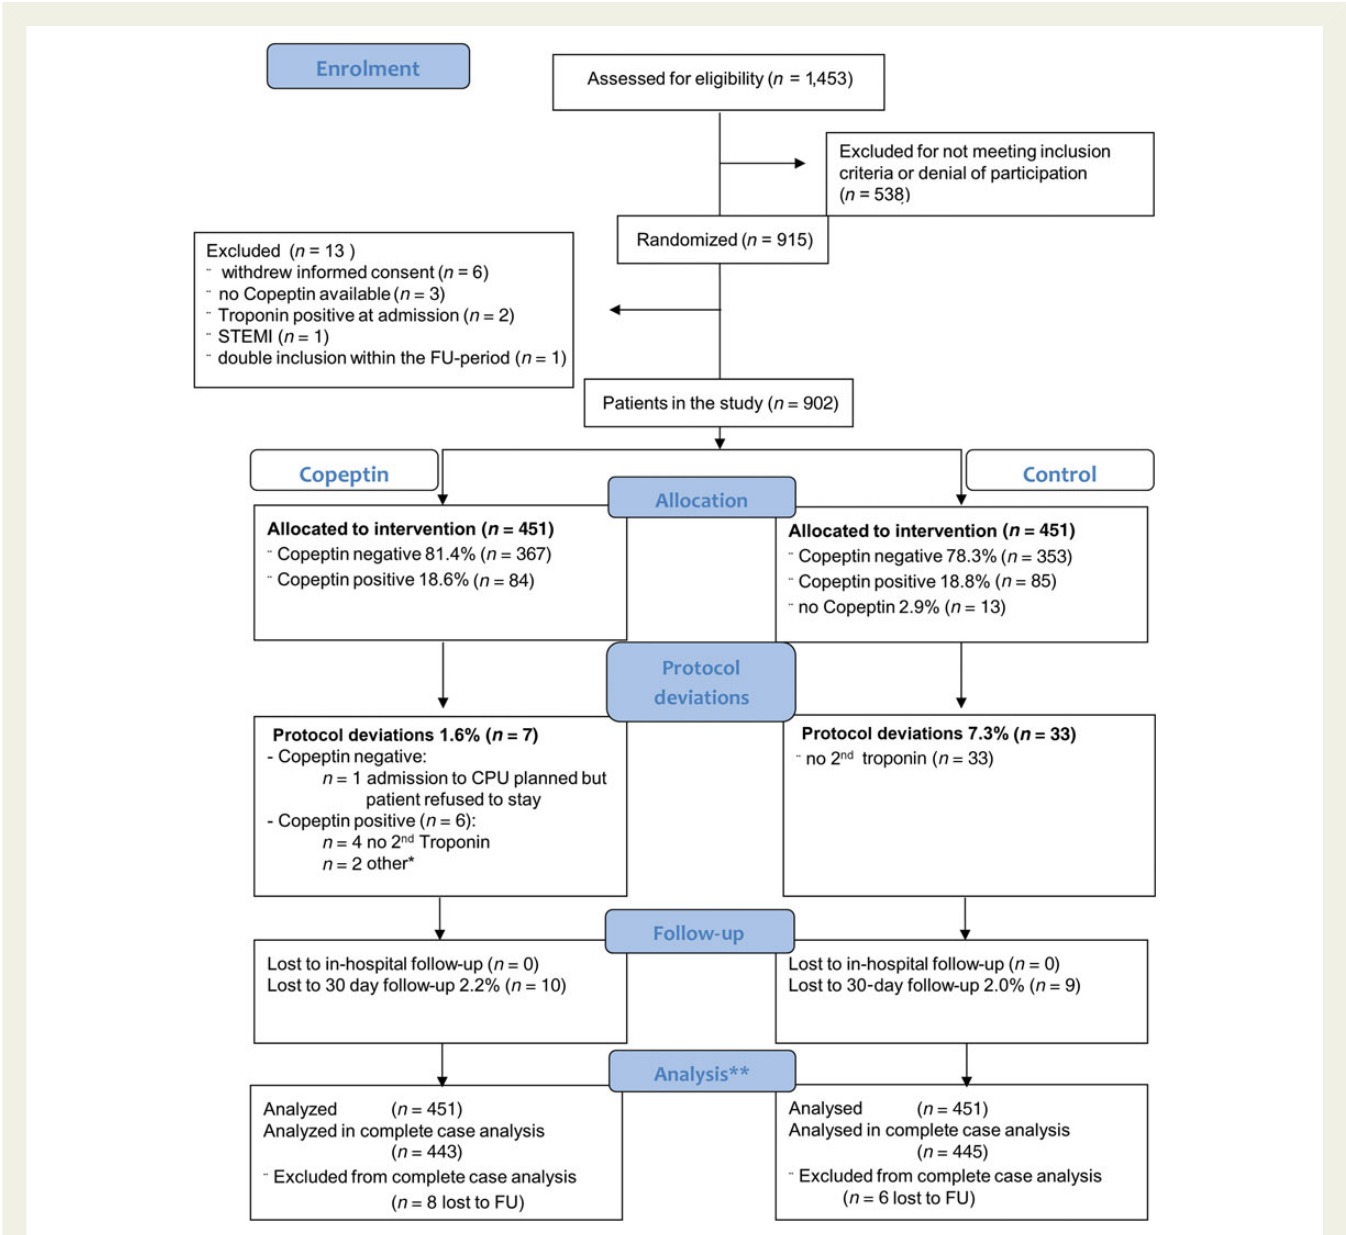 Enrolment
Assessed for eligibility (n = 1,453)
Excluded for not meeting inclusion
criteria or denial of participation
(n = 538)
Randomized (n = 915)
Excluded (n = 13 )
¨ withdrew informed consent (n = 6)
¨ no Copeptin available (n = 3)
¨ Troponin positive at admission (n = 2)
¨ STEMI (n = 1)
¨ double inclusion within the FU-period (n = 1)
Patients in the study (n = 902)
Copeptin
Control
Allocation
Allocated to intervention (n = 451)
¨ Copeptin negative 81.4% (n = 367)
¨ Copeptin positive 18.6% (n = 84)
Allocated to intervention (n = 451)
¨ Copeptin negative 78.3% (n = 353)
¨ Copeptin positive 18.8% (n = 85)
¨ no Copeptin 2.9% (n = 13)
Protocol
deviations
Protocol deviations 1.6% (n = 7)
- Copeptin negative:
n = 1 admission to CPU planned but
patient refused to stay
- Copeptin positive (n = 6):
n = 4 no 2nd Troponin
n = 2 other*
Protocol deviations 7.3% (n = 33)
¨ no 2nd troponin (n = 33)
Follow-up
Lost to in-hospital follow-up (n = 0)
Lost to 30 day follow-up 2.2% (n = 10)
Lost to in-hospital follow-up (n = 0)
Lost to 30-day follow-up 2.0% (n = 9)
Analysis**
Analyzed (n = 451)
Analyzed in complete case analysis
(n = 443)
¨ Excluded from complete case analysis
(n = 8 lost to FU)
Analysed (n = 451)
Analysed in complete case analysis
(n = 445)
¨ Excluded from complete case analysis
(n = 6 lost to FU)